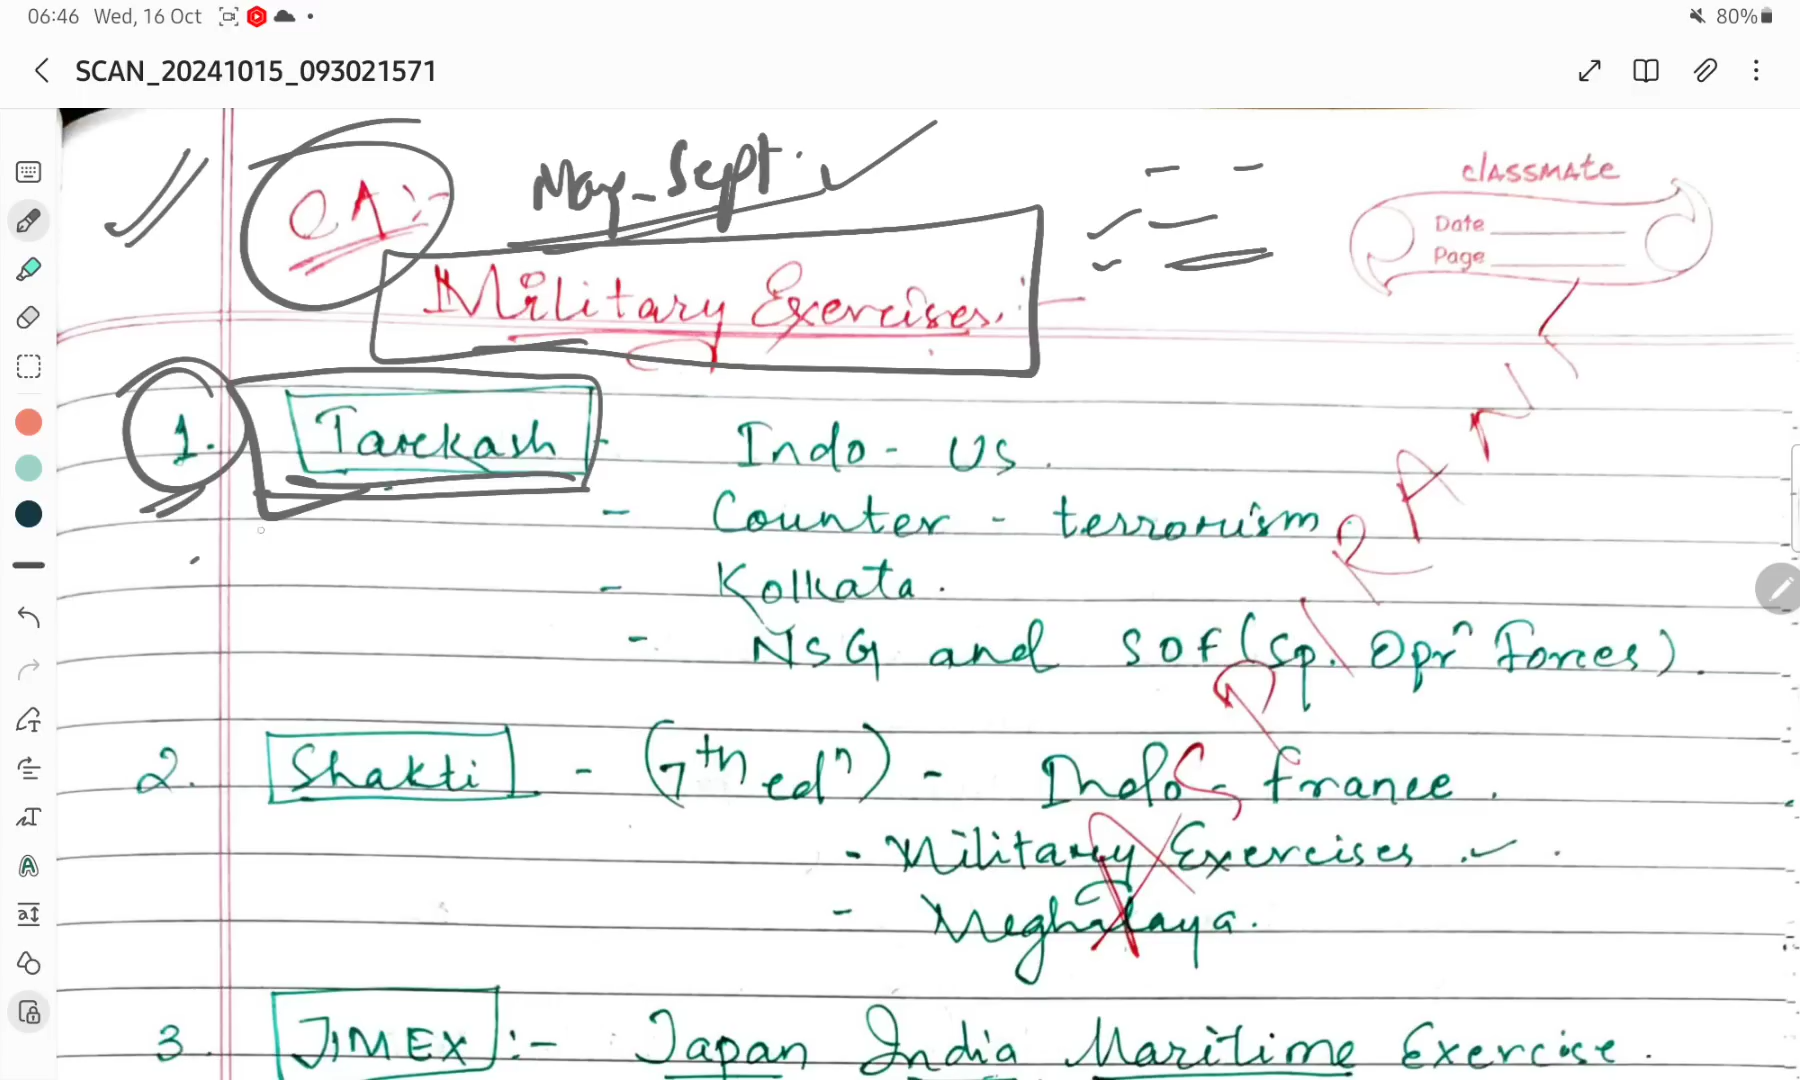 06:46 Wed, 16 Oct 80%
SCAN_20241015_093021571
classmate
Date
Page
May-Sept.
CA:-
Military Exercises:-
1. Tarkash - Indo-US.
- Counter-terrorism
- Kolkata.
- NSG and SOF (Sp. Oprⁿ Forces).
2. Shakti - (7th edⁿ) - Indo-France.
- Military Exercises.
- Meghalaya.
3. JIMEX:- Japan India Maritime Exercise.